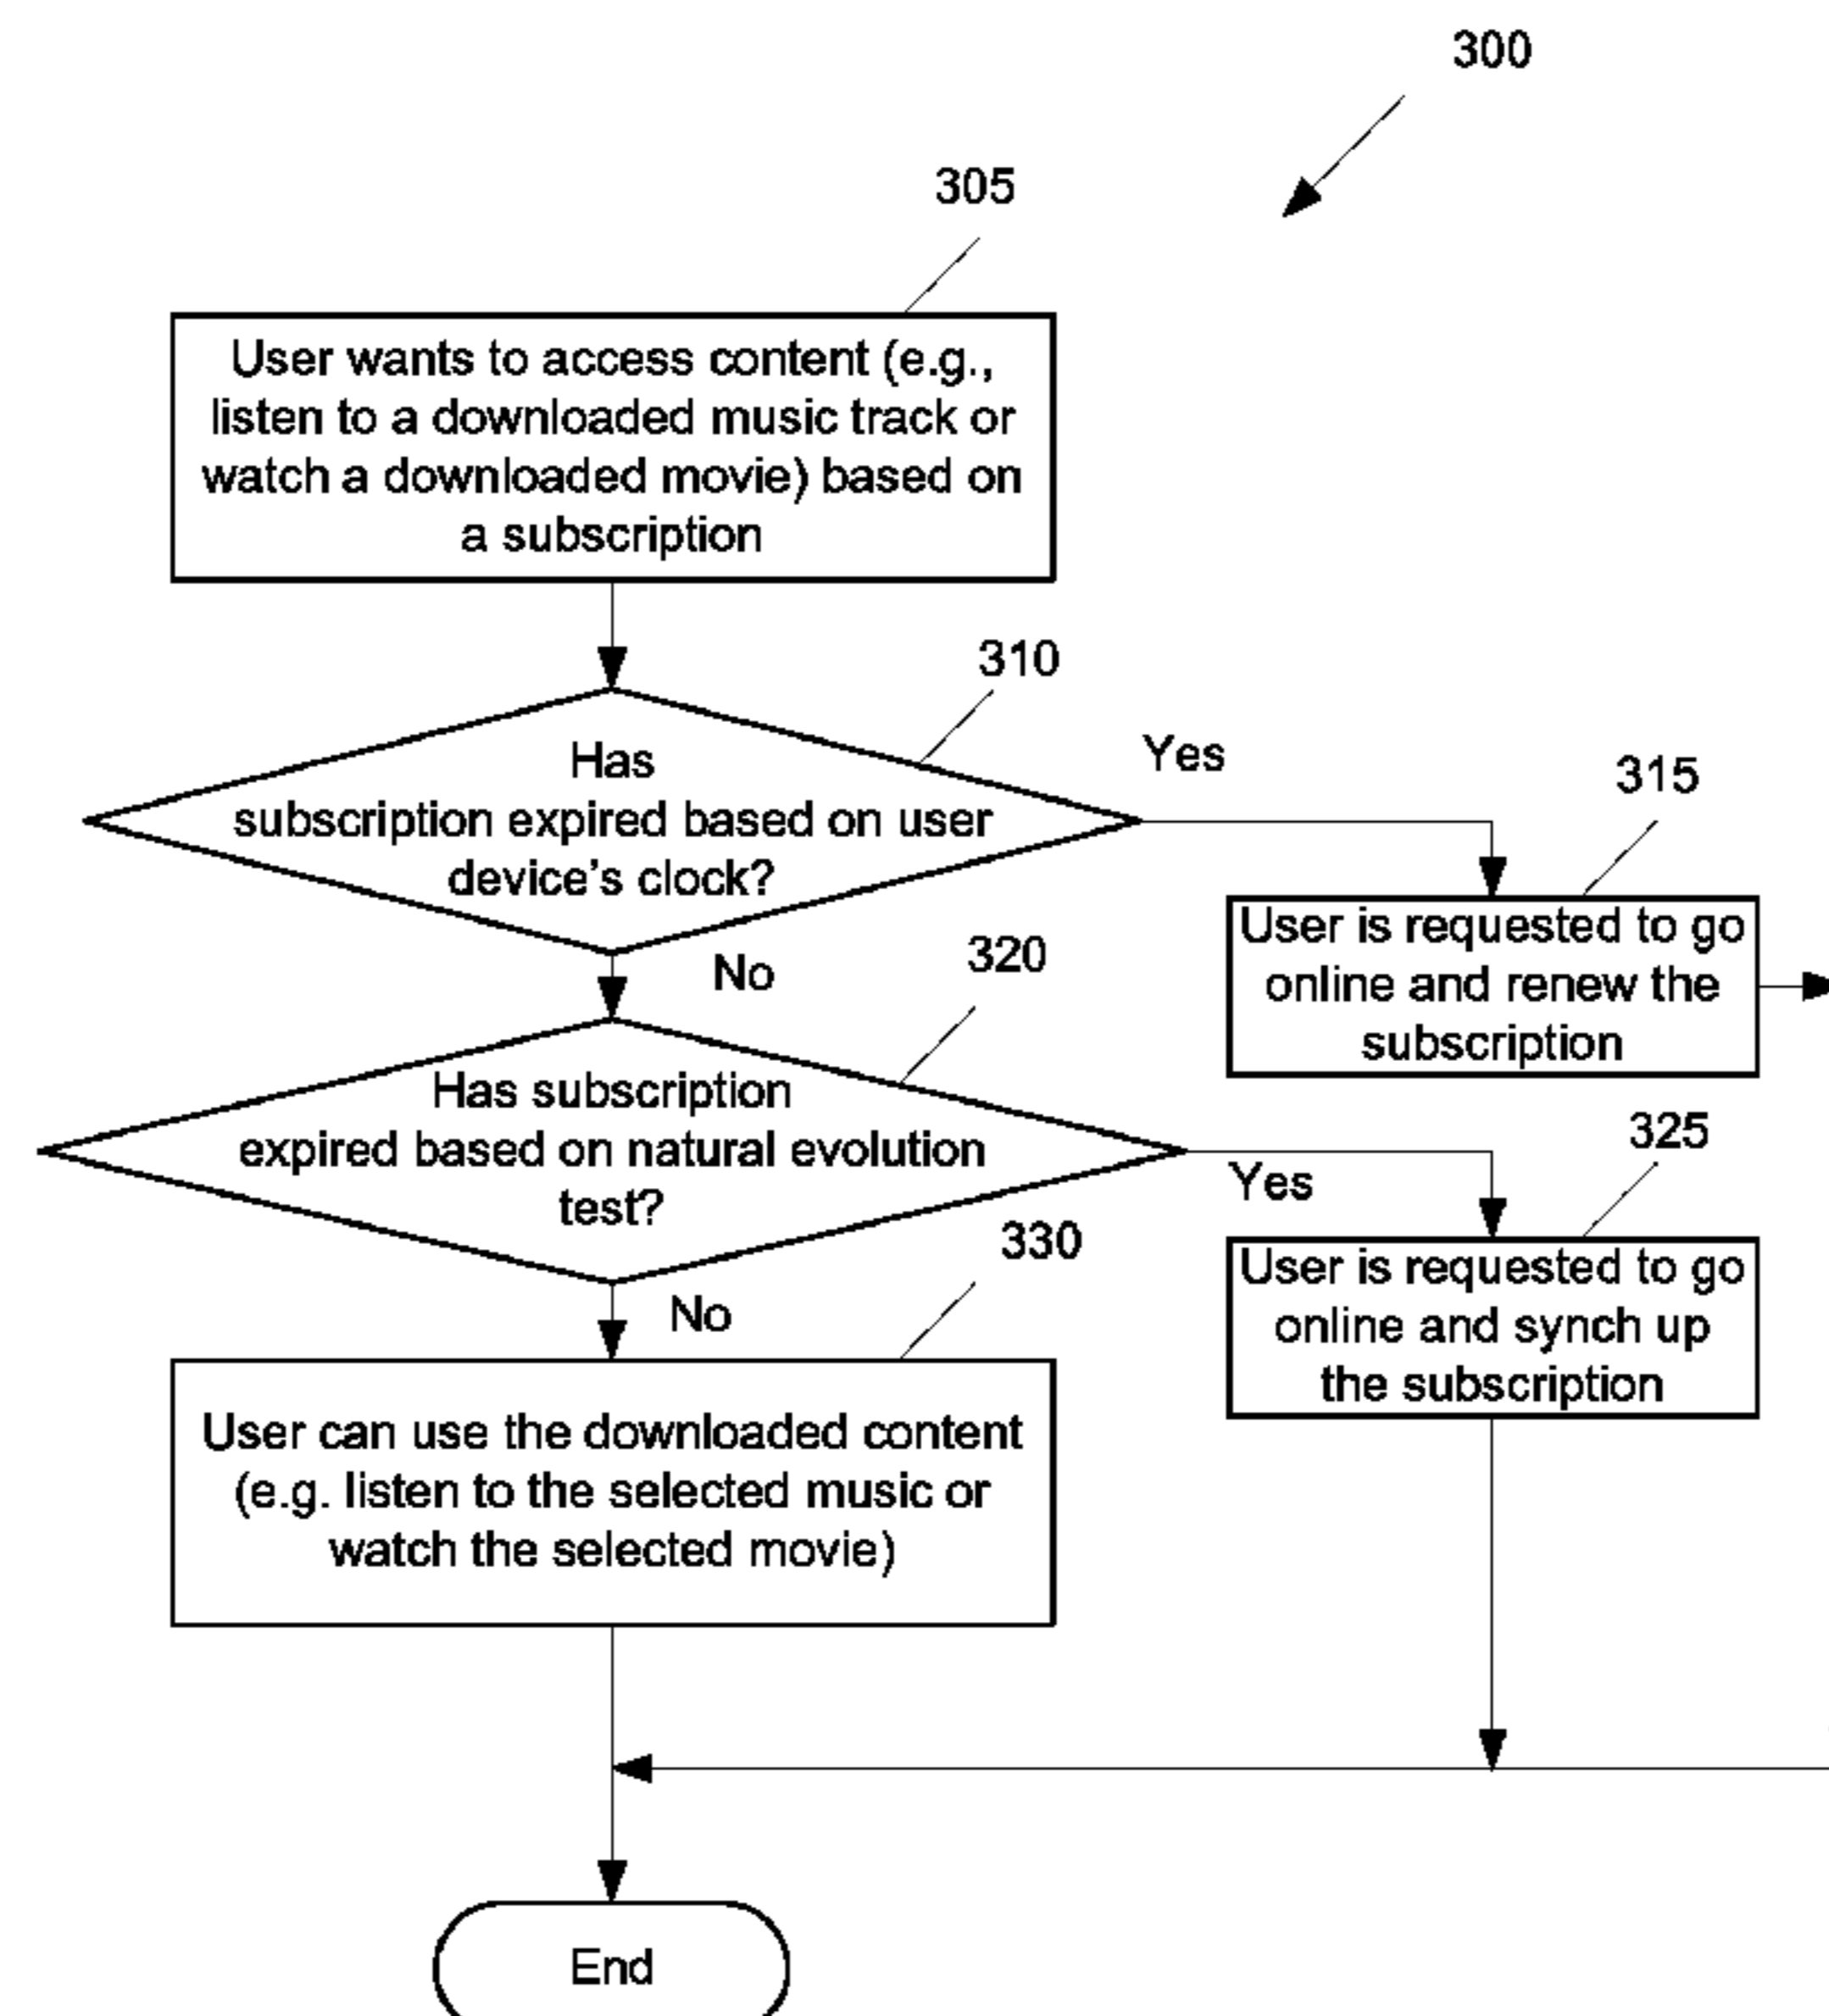 300
305
User wants to access content (e.g.,
listen to a downloaded music track or
watch a downloaded movie) based on
a subscription
310
Has
subscription expired based on user
device's clock?
Yes
315
User is requested to go
online and renew the
subscription
No
320
Has subscription
expired based on natural evolution
test?
Yes
325
User is requested to go
online and synch up
the subscription
No
330
User can use the downloaded content
(e.g. listen to the selected music or
watch the selected movie)
End